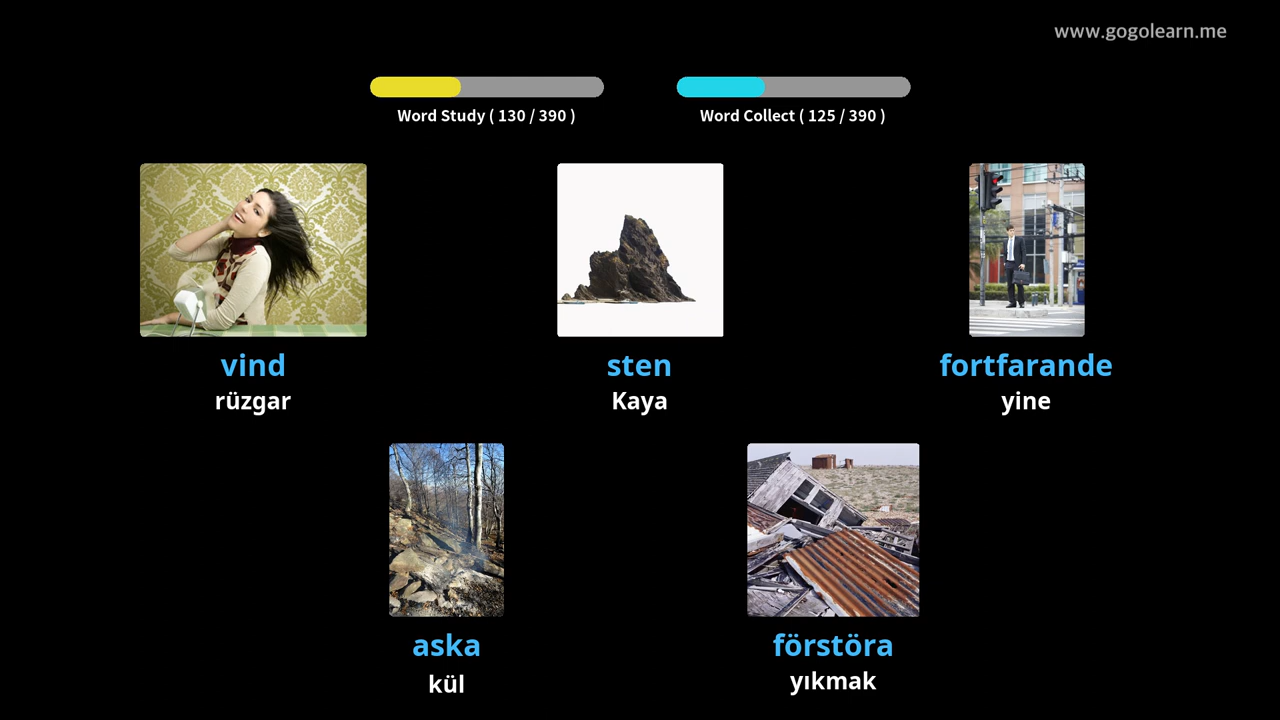 www.gogolearn.me
Word Study ( 130 / 390 )
Word Collect ( 125 / 390 )
vind
rüzgar
sten
Kaya
fortfarande
yine
aska
kül
förstöra
yıkmak